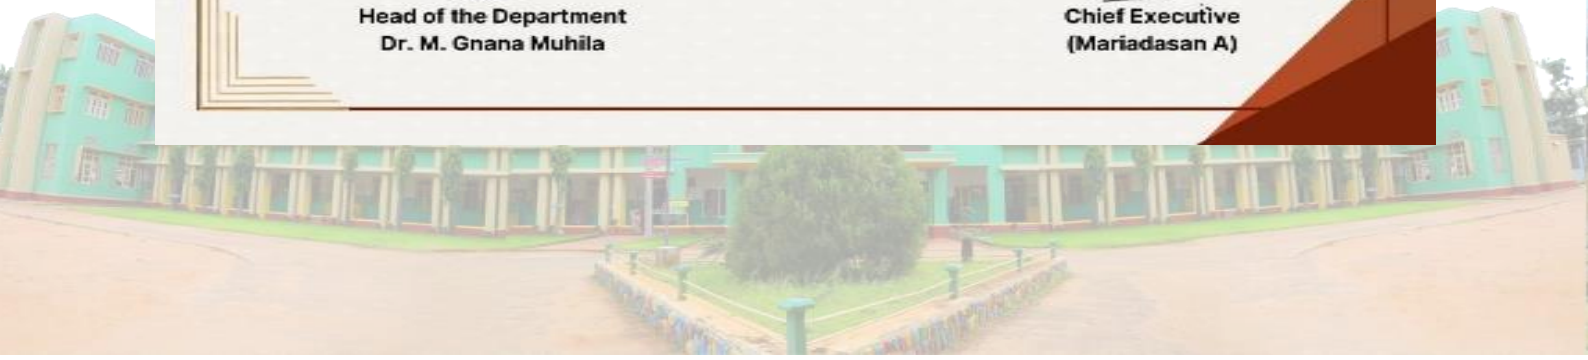 Head of the Department
Chief Executive
Dr. M. Gnana Muhila
(Mariadasan A)